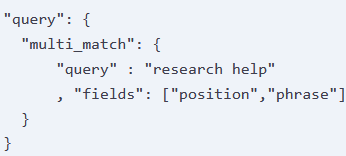 "query": {
  "multi_match": {
      "query" : "research help"
      , "fields": ["position","phrase"]
  }
}